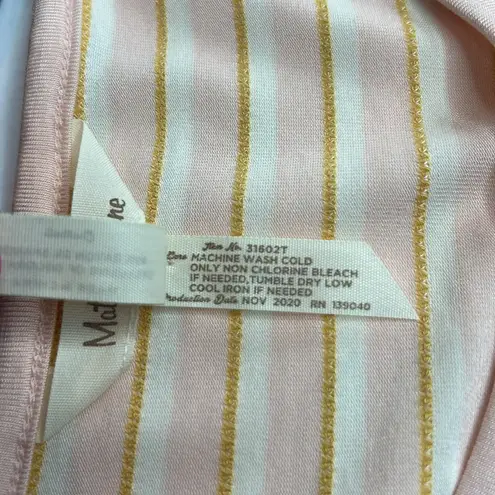 Item No. 31602T
Care MACHINE WASH COLD
ONLY NON CHLORINE BLEACH
IF NEEDED, TUMBLE DRY LOW
COOL IRON IF NEEDED
Production Date NOV 2020 RN 139040
Mat
ne